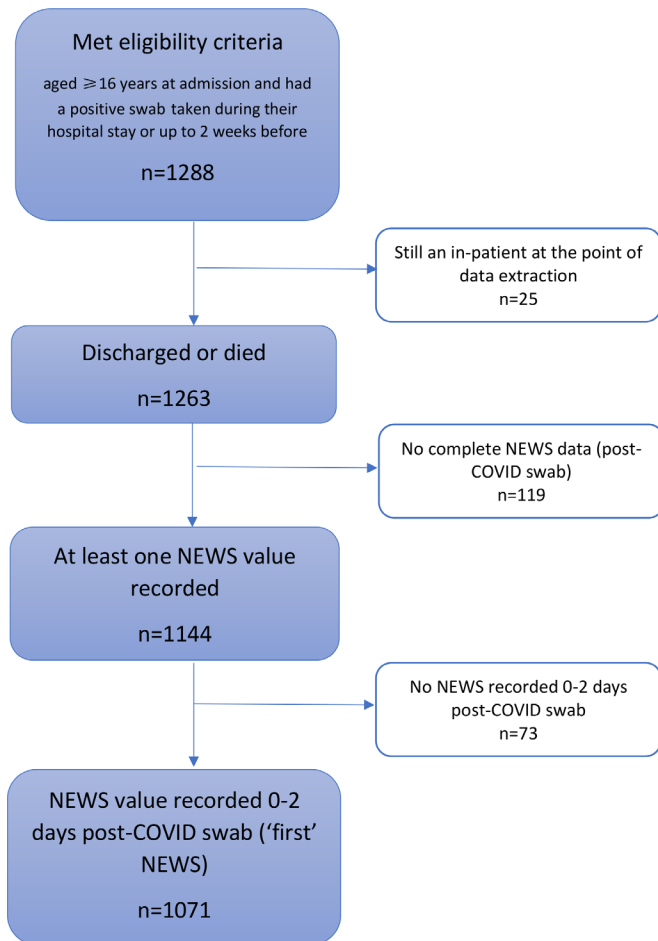 Met eligibility criteria
aged ⩾16 years at admission and had
a positive swab taken during their
hospital stay or up to 2 weeks before
n=1288
Still an in-patient at the point of
data extraction
n=25
Discharged or died
n=1263
No complete NEWS data (post-
COVID swab)
n=119
At least one NEWS value
recorded
n=1144
No NEWS recorded 0-2 days
post-COVID swab
n=73
NEWS value recorded 0-2
days post-COVID swab (‘first’
NEWS)
n=1071